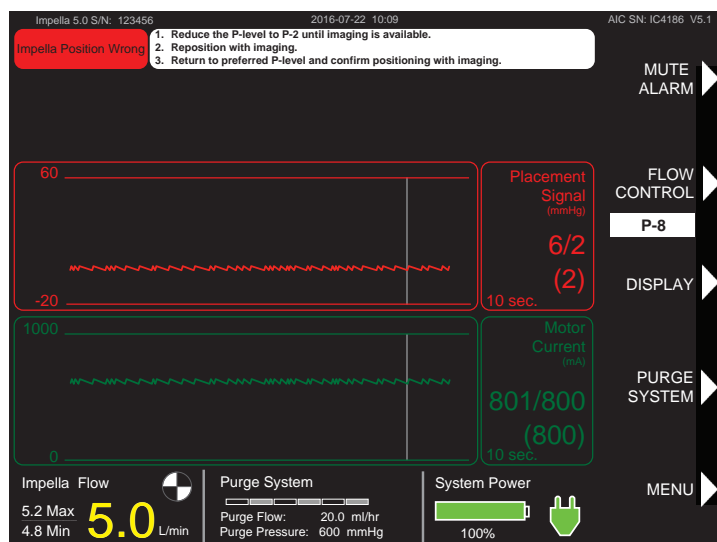 Impella 5.0 S/N: 123456 2016-07-22 10:09 AIC SN: IC4186 V5.1
Impella Position Wrong
1. Reduce the P-level to P-2 until imaging is available.
2. Reposition with imaging.
3. Return to preferred P-level and confirm positioning with imaging.
MUTE
ALARM
60
-20
Placement
Signal
(mmHg)
6/2
(2)
10 sec.
FLOW
CONTROL
P-8
DISPLAY
1000
0
Motor
Current
(mA)
801/800
(800)
10 sec.
PURGE
SYSTEM
Impella Flow
5.2 Max
4.8 Min
5.0 L/min
Purge System
Purge Flow: 20.0 ml/hr
Purge Pressure: 600 mmHg
System Power
100%
MENU